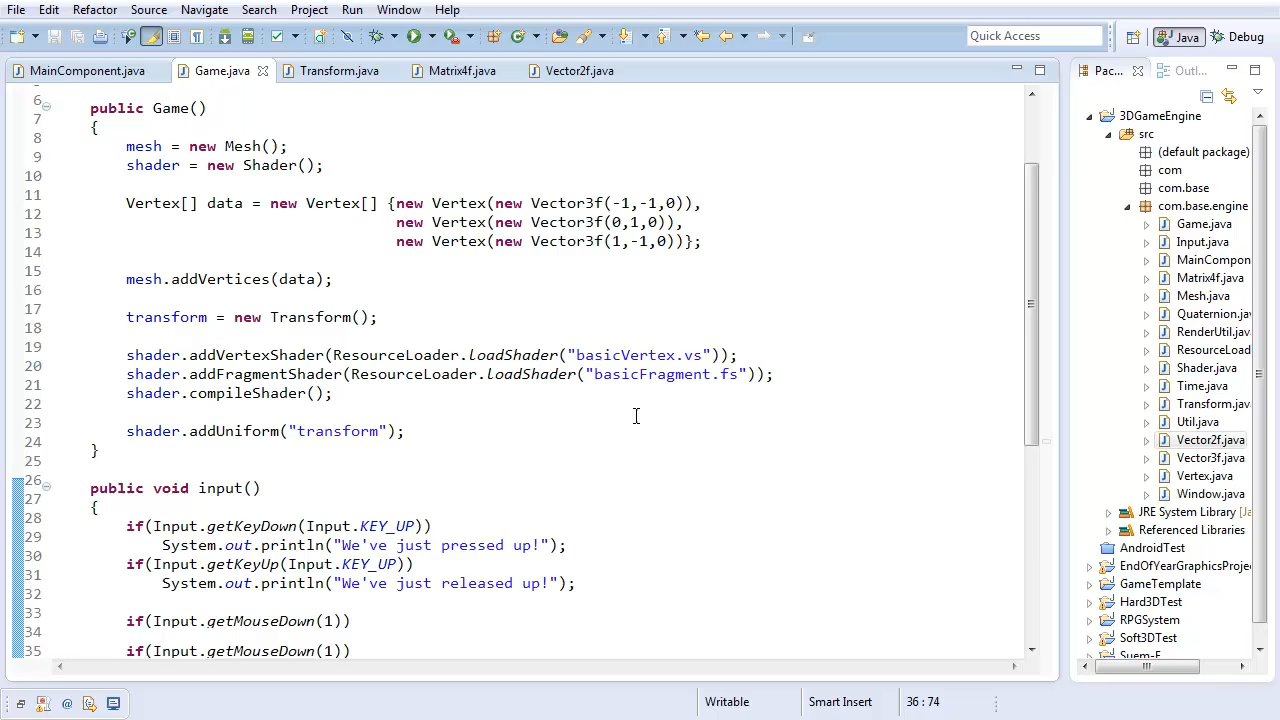 File Edit Refactor Source Navigate Search Project Run Window Help
Quick Access Java Debug
MainComponent.java Game.java Transform.java Matrix4f.java Vector2f.java
Pac... Outl...
6 public Game()
7 {
8 mesh = new Mesh();
9 shader = new Shader();
10
11 Vertex[] data = new Vertex[] {new Vertex(new Vector3f(-1,-1,0)),
12 new Vertex(new Vector3f(0,1,0)),
13 new Vertex(new Vector3f(1,-1,0))};
14
15 mesh.addVertices(data);
16
17 transform = new Transform();
18
19 shader.addVertexShader(ResourceLoader.loadShader("basicVertex.vs"));
20 shader.addFragmentShader(ResourceLoader.loadShader("basicFragment.fs"));
21 shader.compileShader();
22
23 shader.addUniform("transform");
24 }
25
26 public void input()
27 {
28 if(Input.getKeyDown(Input.KEY_UP))
29 System.out.println("We've just pressed up!");
30 if(Input.getKeyUp(Input.KEY_UP))
31 System.out.println("We've just released up!");
32
33 if(Input.getMouseDown(1))
34
35 if(Input.getMouseDown(1))
3DGameEngine
src
(default package)
com
com.base
com.base.engine
Game.java
Input.java
MainCompon
Matrix4f.java
Mesh.java
Quaternion.jav
RenderUtil.java
ResourceLoad
Shader.java
Time.java
Transform.java
Util.java
Vector2f.java
Vector3f.java
Vertex.java
Window.java
JRE System Library [Ja
Referenced Libraries
AndroidTest
EndOfYearGraphicsProje
GameTemplate
Hard3DTest
RPGSystem
Soft3DTest
Writable Smart Insert 36 : 74